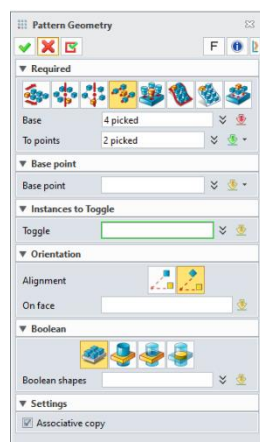 Pattern Geometry
F
Required
Base 4 picked
To points 2 picked
Base point
Base point
Instances to Toggle
Toggle
Orientation
Alignment
On face
Boolean
Boolean shapes
Settings
Associative copy